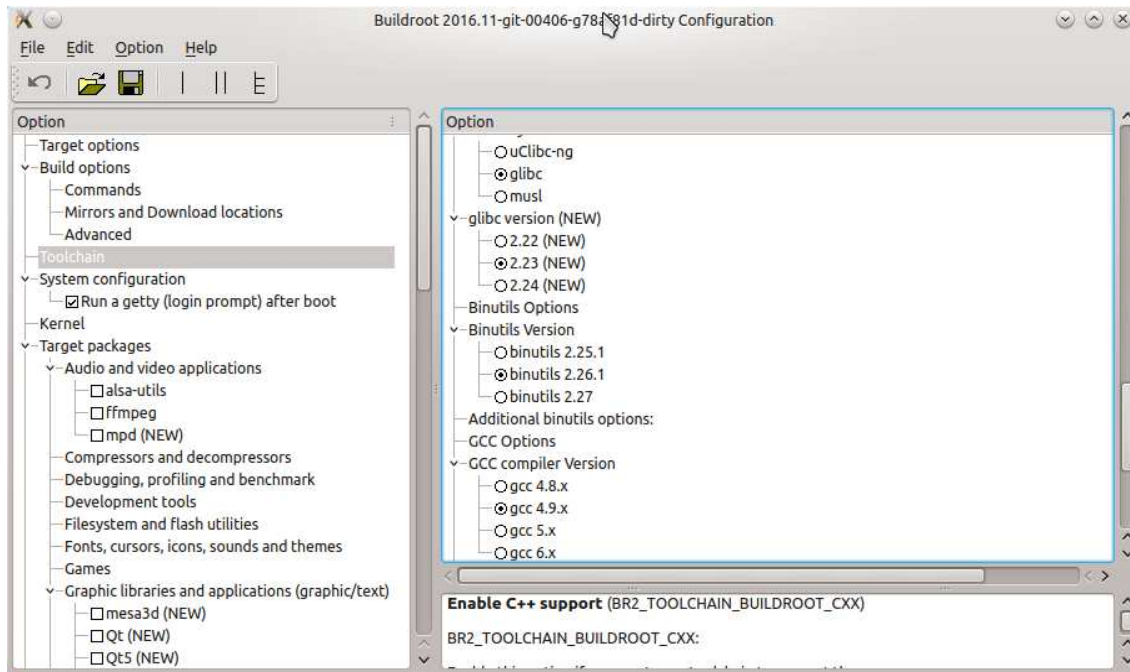 Buildroot 2016.11-git-00406-g78af81d-dirty Configuration
File Edit Option Help
Option
Target options
Build options
Commands
Mirrors and Download locations
Advanced
Toolchain
System configuration
Run a getty (login prompt) after boot
Kernel
Target packages
Audio and video applications
alsa-utils
ffmpeg
mpd (NEW)
Compressors and decompressors
Debugging, profiling and benchmark
Development tools
Filesystem and flash utilities
Fonts, cursors, icons, sounds and themes
Games
Graphic libraries and applications (graphic/text)
mesa3d (NEW)
Qt (NEW)
Qt5 (NEW)
Option
uClibc-ng
glibc
musl
glibc version (NEW)
2.22 (NEW)
2.23 (NEW)
2.24 (NEW)
Binutils Options
Binutils Version
binutils 2.25.1
binutils 2.26.1
binutils 2.27
Additional binutils options:
GCC Options
GCC compiler Version
gcc 4.8.x
gcc 4.9.x
gcc 5.x
gcc 6.x
Enable C++ support (BR2_TOOLCHAIN_BUILDROOT_CXX)
BR2_TOOLCHAIN_BUILDROOT_CXX: